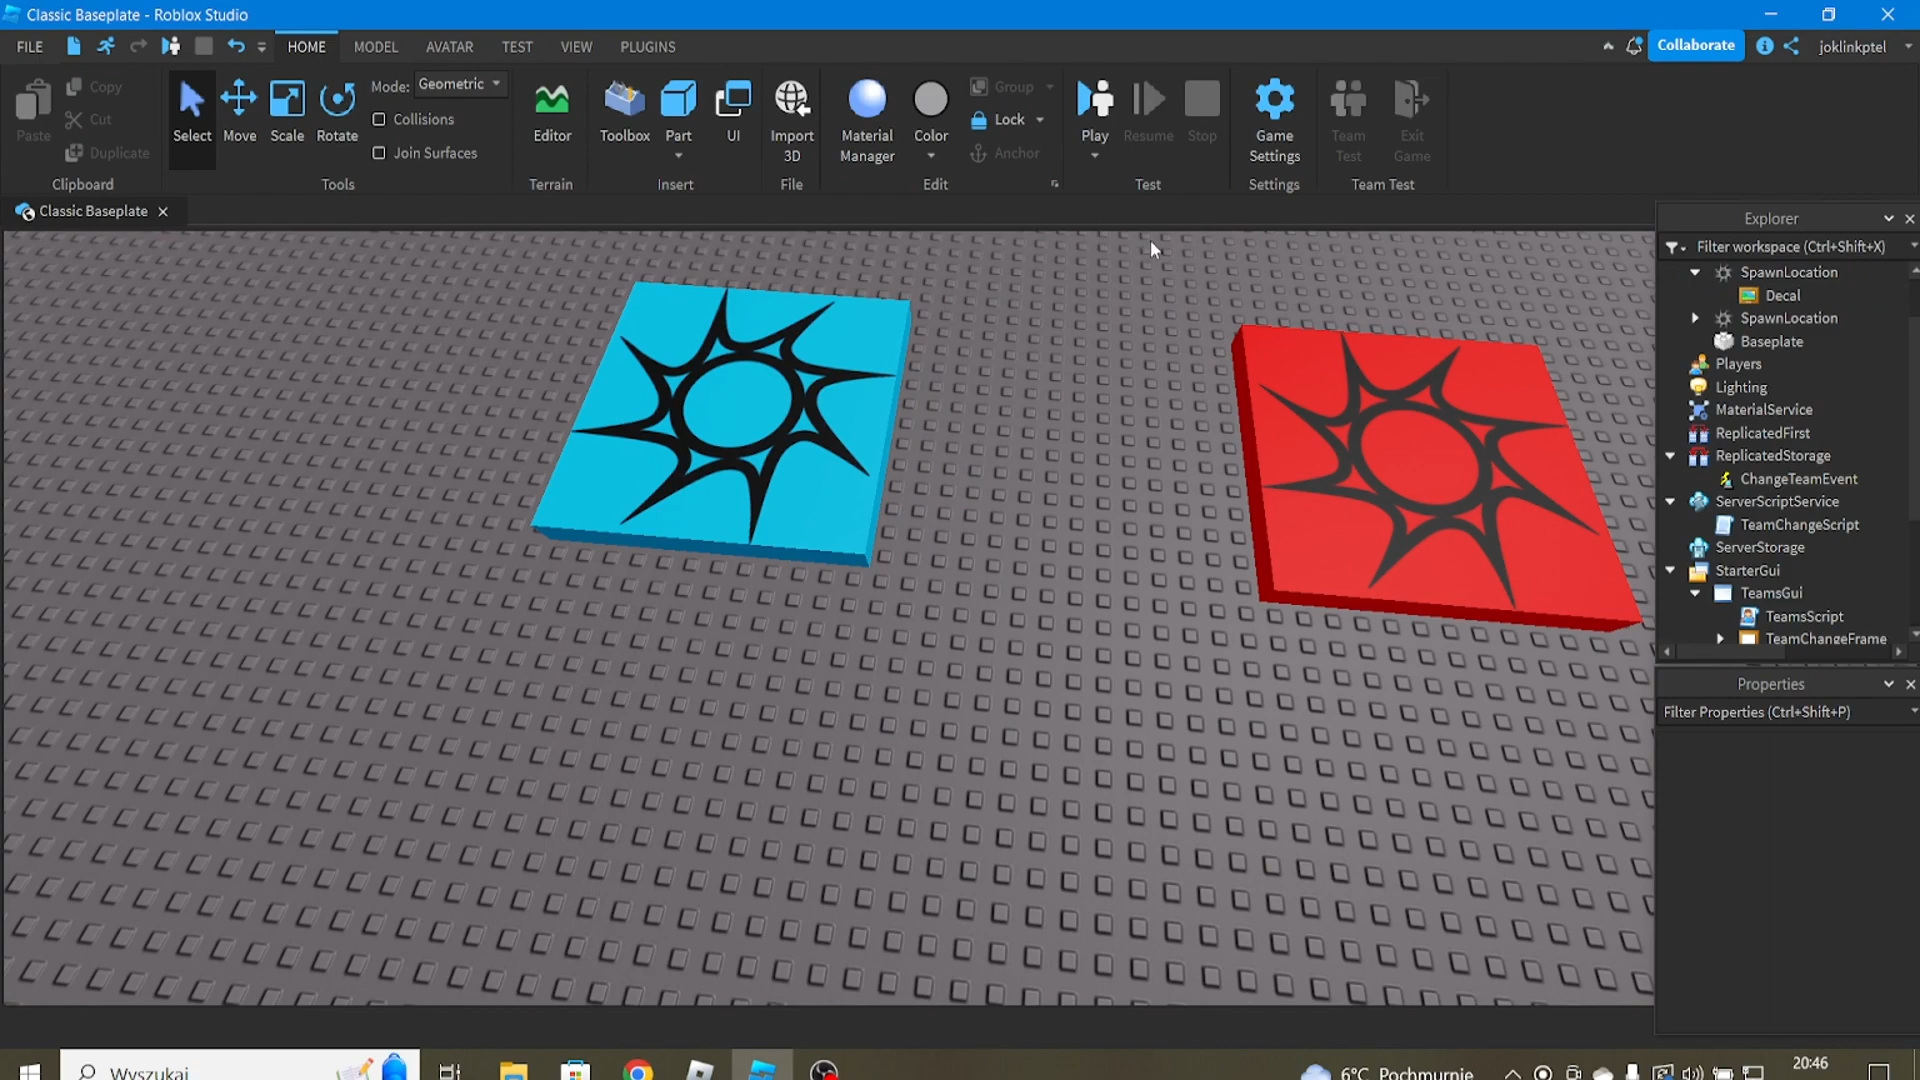 Classic Baseplate - Roblox Studio
FILE HOME MODEL AVATAR TEST VIEW PLUGINS Collaborate joklinkptel
Paste Copy Cut Duplicate
Clipboard
Select Move Scale Rotate
Mode: Geometric
Collisions
Join Surfaces
Tools
Editor
Terrain
Toolbox Part UI
Insert
Import 3D
File
Material Manager Color
Group
Lock
Anchor
Edit
Play Resume Stop
Test
Game Settings
Settings
Team Test Exit Game
Team Test
Classic Baseplate
Explorer
Filter workspace (Ctrl+Shift+X)
SpawnLocation
Decal
SpawnLocation
Baseplate
Players
Lighting
MaterialService
ReplicatedFirst
ReplicatedStorage
ChangeTeamEvent
ServerScriptService
TeamChangeScript
ServerStorage
StarterGui
TeamsGui
TeamsScript
TeamChangeFrame
Properties
Filter Properties (Ctrl+Shift+P)
Wyszukaj
6°C Pochmurnie
20:46